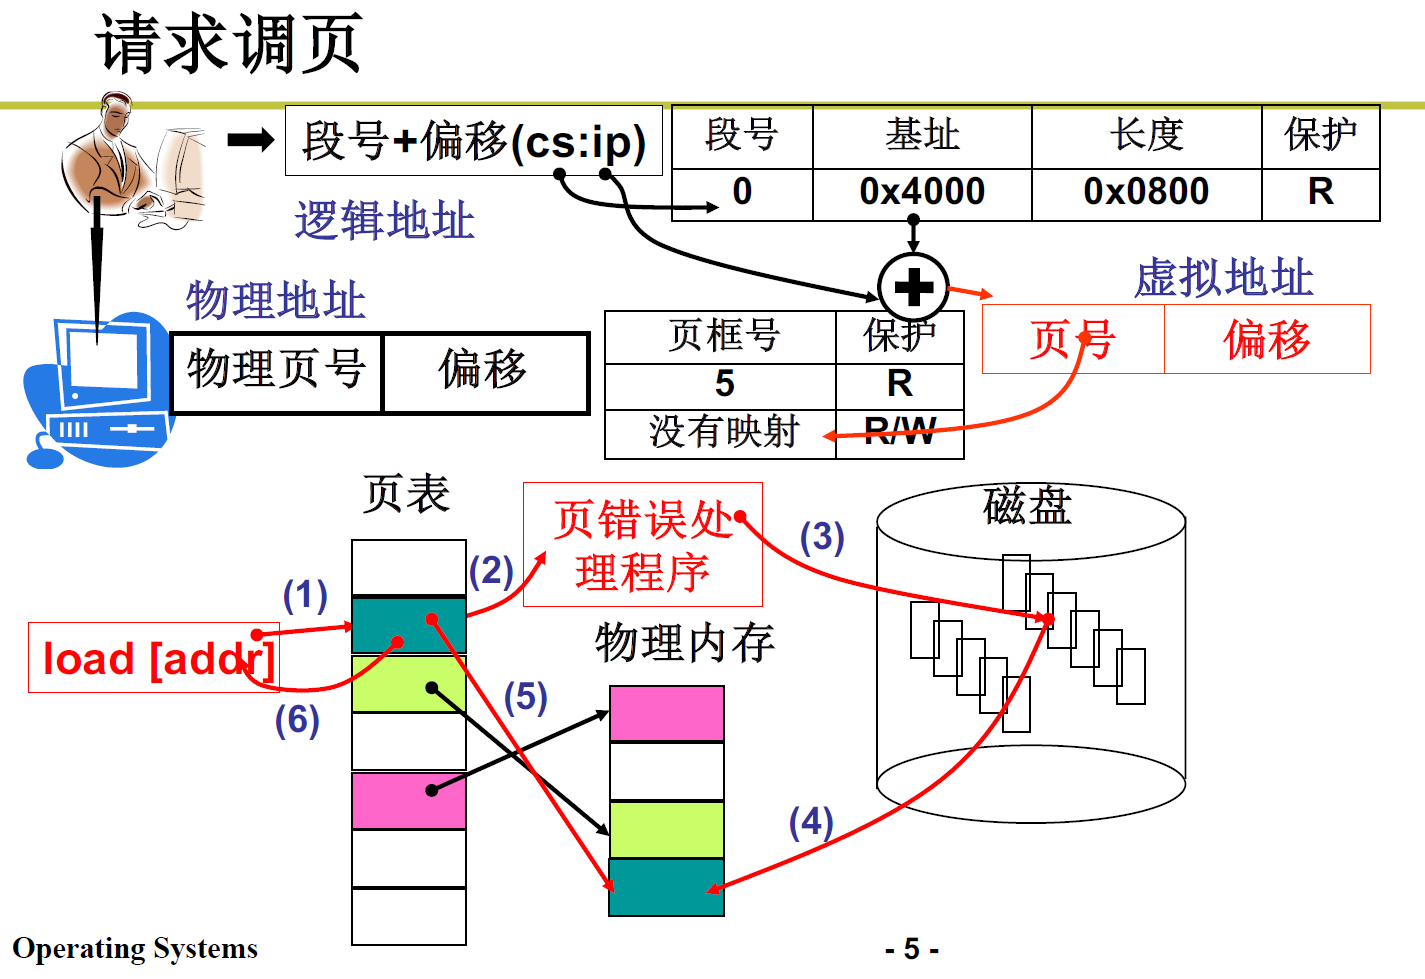 请求调页
段号+偏移(cs:ip)
段号 基址 长度 保护
0 0x4000 0x0800 R
逻辑地址
虚拟地址
物理地址
页号 偏移
物理页号 偏移
页框号 保护
5 R
没有映射 R/W
页表
页错误处
理程序
磁盘
(1)
(2)
(3)
load [addr]
物理内存
(5)
(6)
(4)
Operating Systems
- 5 -